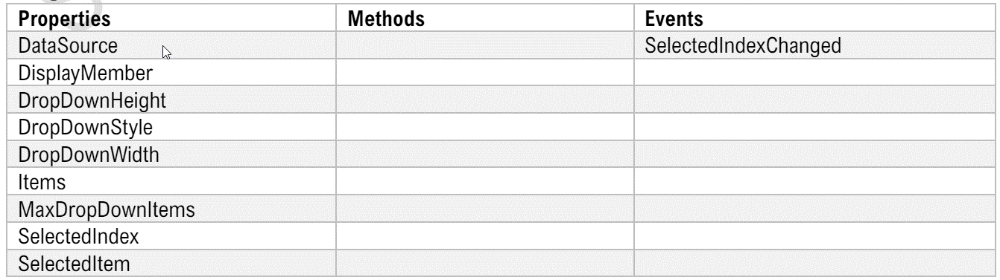 Properties Methods Events
DataSource SelectedIndexChanged
DisplayMember
DropDownHeight
DropDownStyle
DropDownWidth
Items
MaxDropDownItems
SelectedIndex
SelectedItem